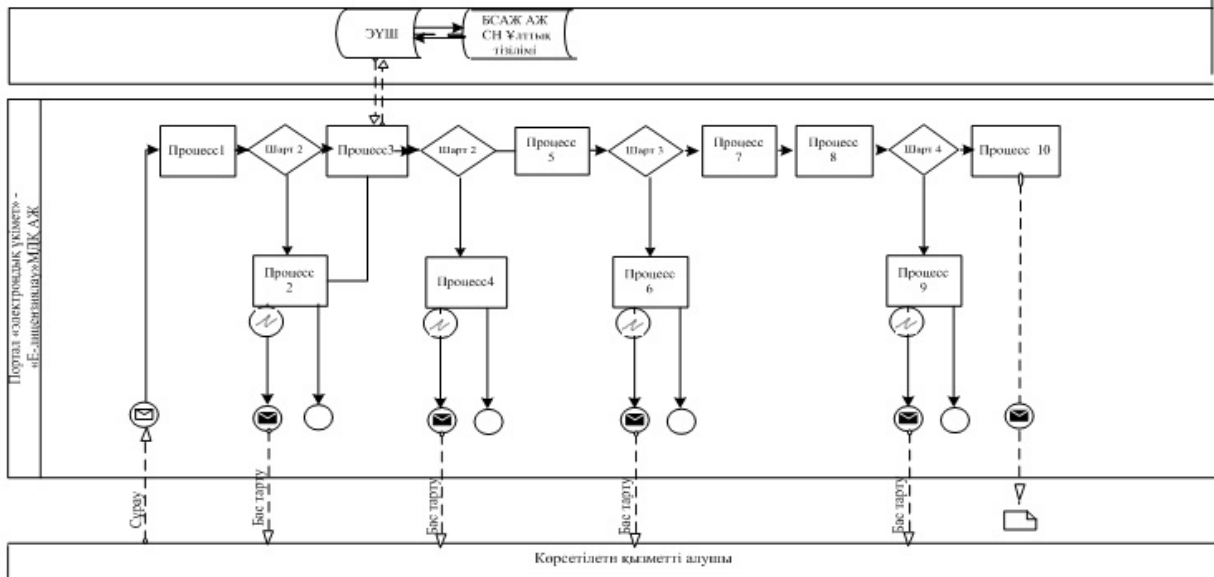 ЭҮШ
БСАЖ АЖ
СН Ұлттық
тізілімі
Портал «электрондық үкімет» -
«Е-лицензиялау»МДҚ АЖ
Процесс1
Шарт 2
Процесс3
Шарт 2
Процесс
5
Шарт 3
Процесс
7
Процесс
8
Шарт 4
Процесс 10
Процесс
2
Процесс4
Процесс
6
Процесс
9
Сұрау
Бас тарту
Бас тарту
Бас тарту
Бас тарту
Көрсетілетн қызметті алушы